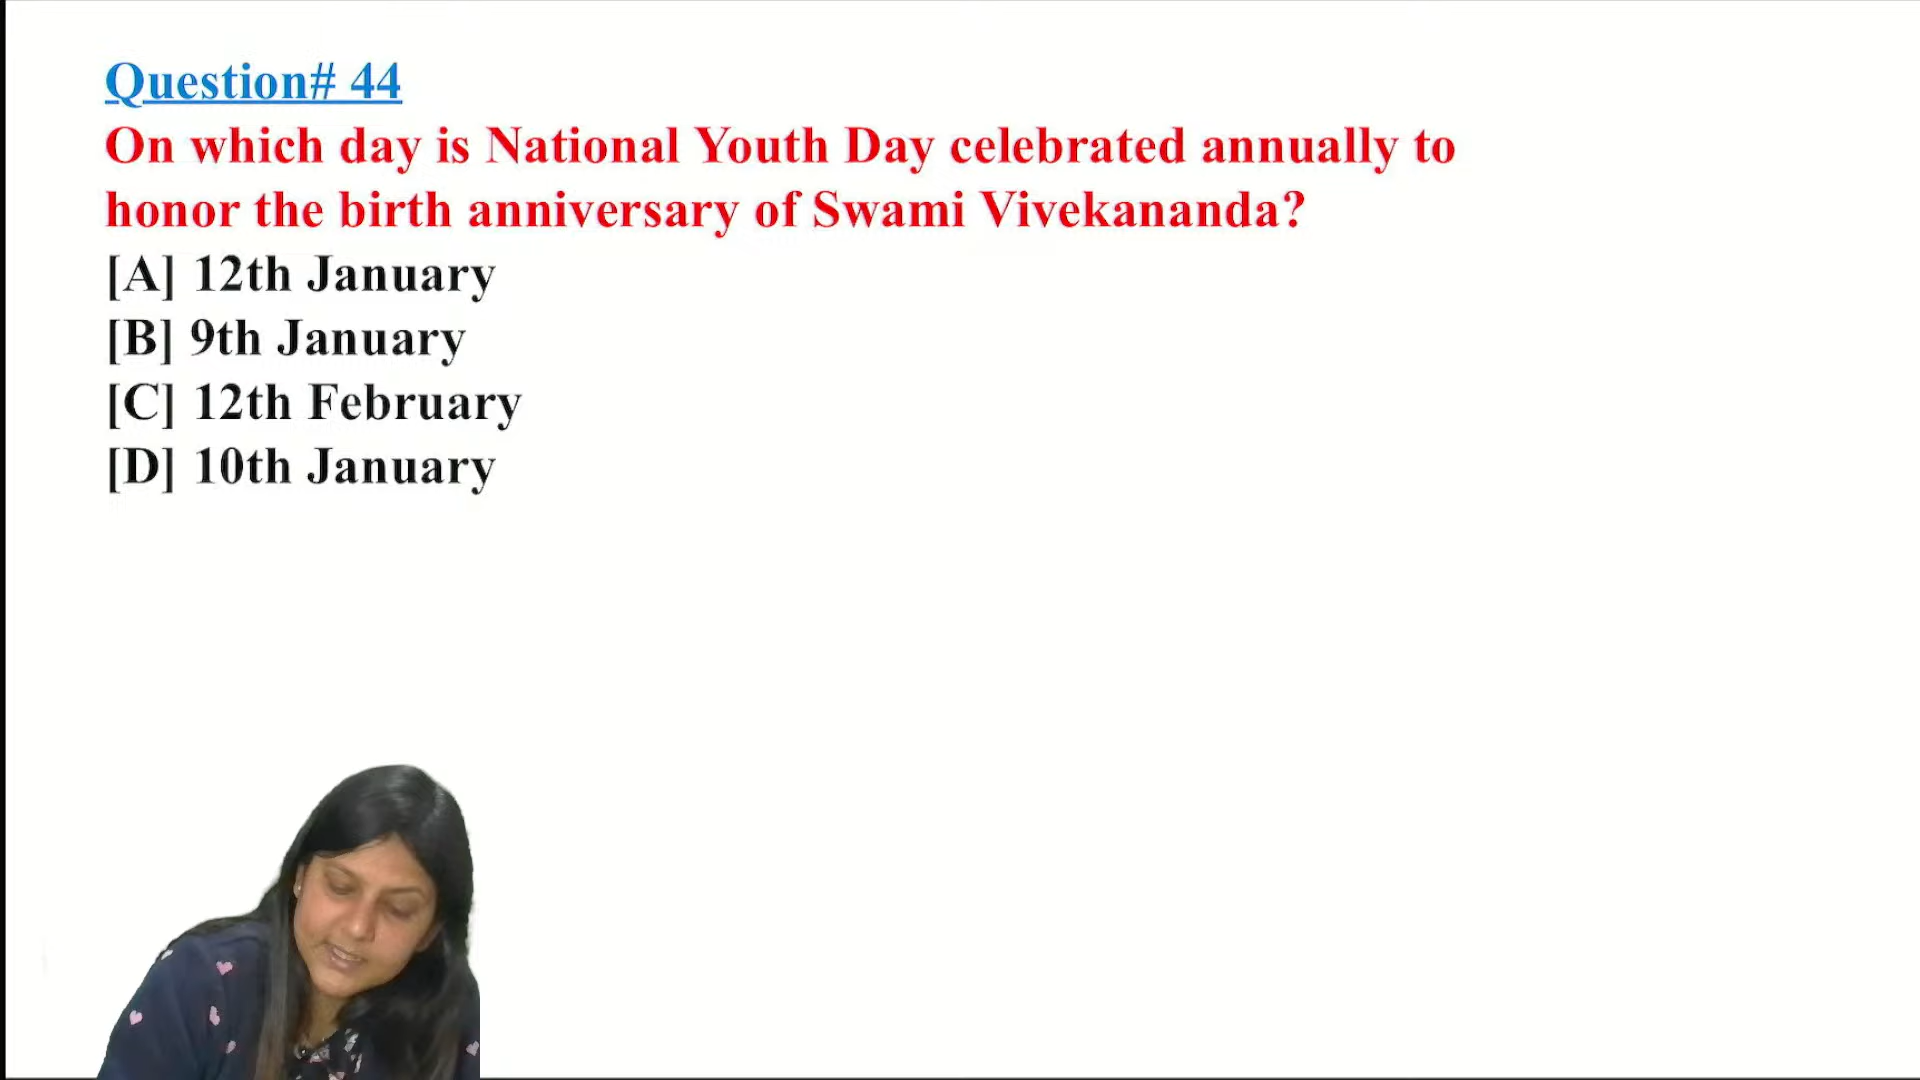 Question# 44
On which day is National Youth Day celebrated annually to
honor the birth anniversary of Swami Vivekananda?
[A] 12th January
[B] 9th January
[C] 12th February
[D] 10th January